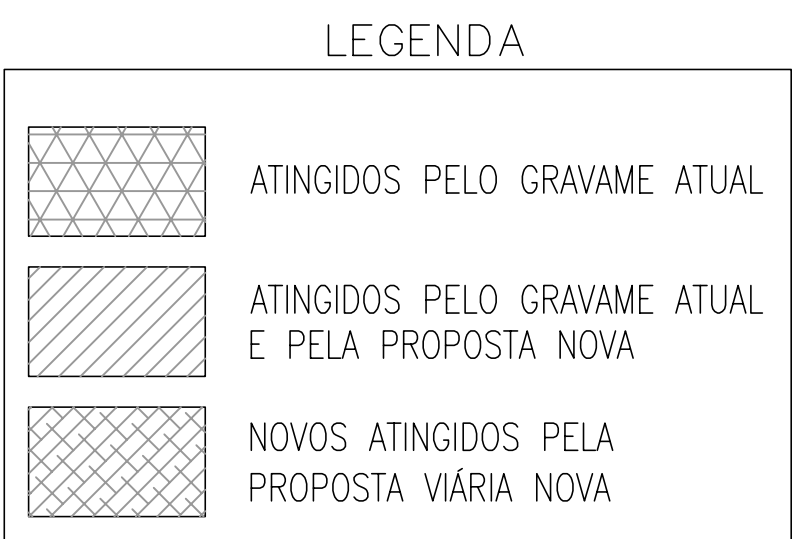 LEGENDA
ATINGIDOS PELO GRAVAME ATUAL
ATINGIDOS PELO GRAVAME ATUAL
E PELA PROPOSTA NOVA
NOVOS ATINGIDOS PELA
PROPOSTA VIÁRIA NOVA